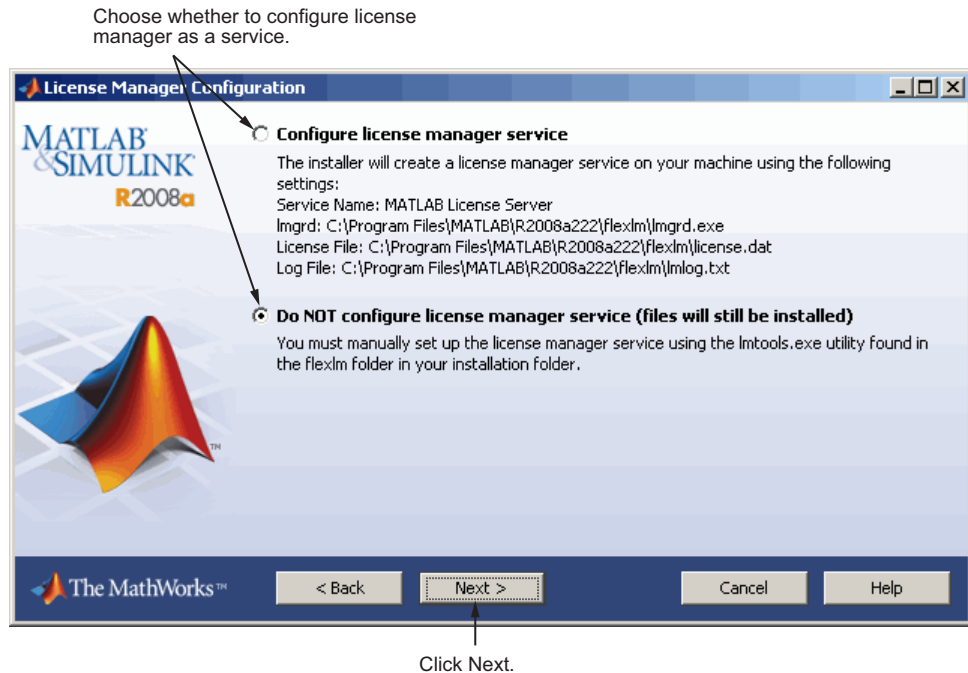 Choose whether to configure license
manager as a service.
License Manager Configuration
MATLAB
&SIMULINK
R2008a
Configure license manager service
The installer will create a license manager service on your machine using the following
settings:
Service Name: MATLAB License Server
lmgrd: C:\Program Files\MATLAB\R2008a222\flexlm\lmgrd.exe
License File: C:\Program Files\MATLAB\R2008a222\flexlm\license.dat
Log File: C:\Program Files\MATLAB\R2008a222\flexlm\lmlog.txt
Do NOT configure license manager service (files will still be installed)
You must manually set up the license manager service using the lmtools.exe utility found in
the flexlm folder in your installation folder.
TM
The MathWorks™
< Back
Next >
Cancel
Help
Click Next.